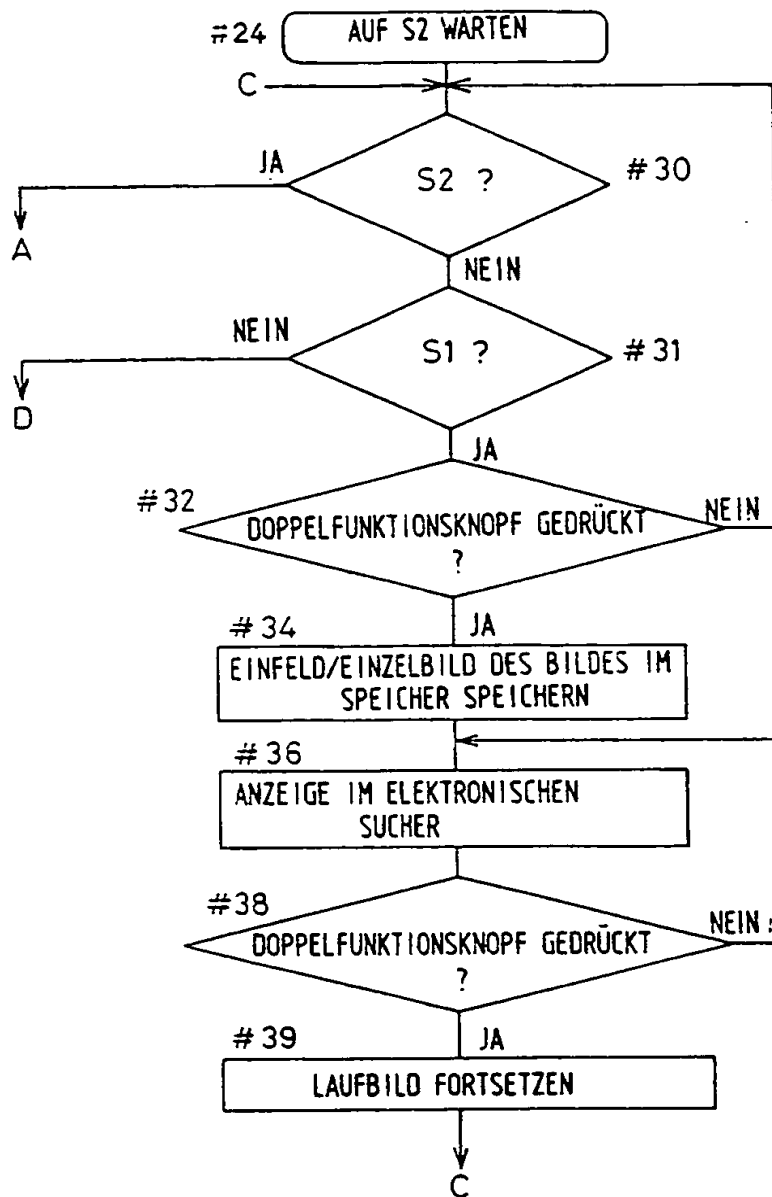 #24
AUF S2 WARTEN
C
JA
S2 ?
#30
A
NEIN
NEIN
S1 ?
#31
D
JA
#32
DOPPELFUNKTIONSKNOPF GEDRÜCKT
?
NEIN
JA
#34
EINFELD/EINZELBILD DES BILDES IM
SPEICHER SPEICHERN
#36
ANZEIGE IM ELEKTRONISCHEN
SUCHER
#38
DOPPELFUNKTIONSKNOPF GEDRÜCKT
?
NEIN
JA
#39
LAUFBILD FORTSETZEN
C